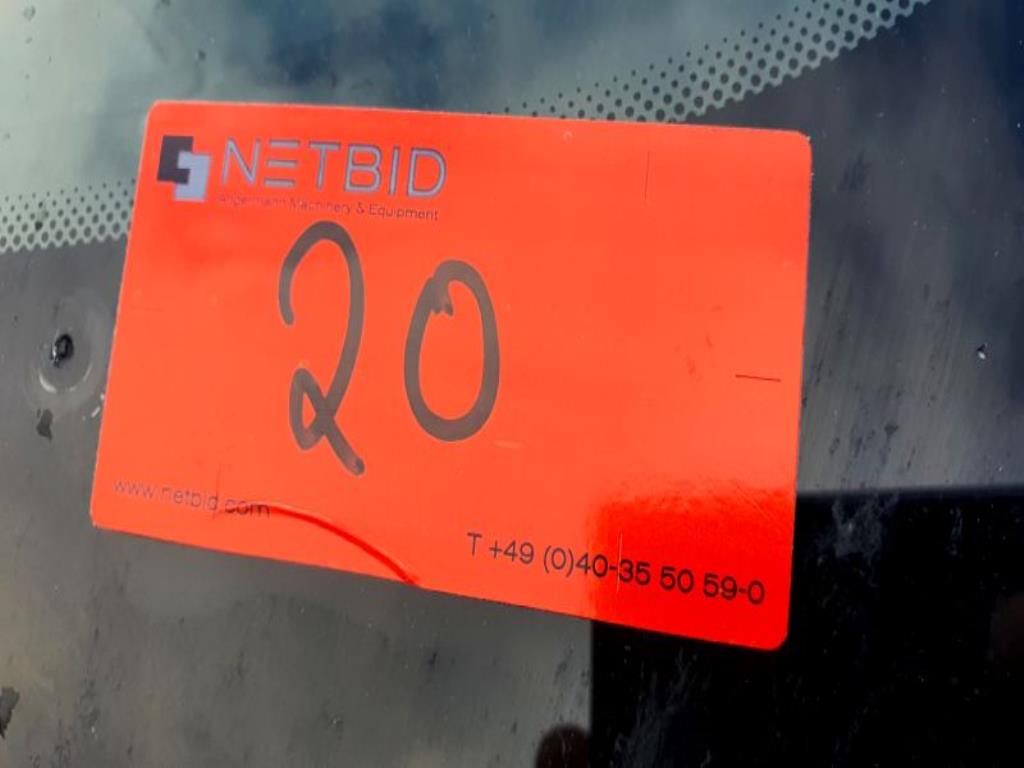 NETBID
Angermann Machinery & Equipment
20
www.netbid.com
T +49 (0)40-35 50 59-0